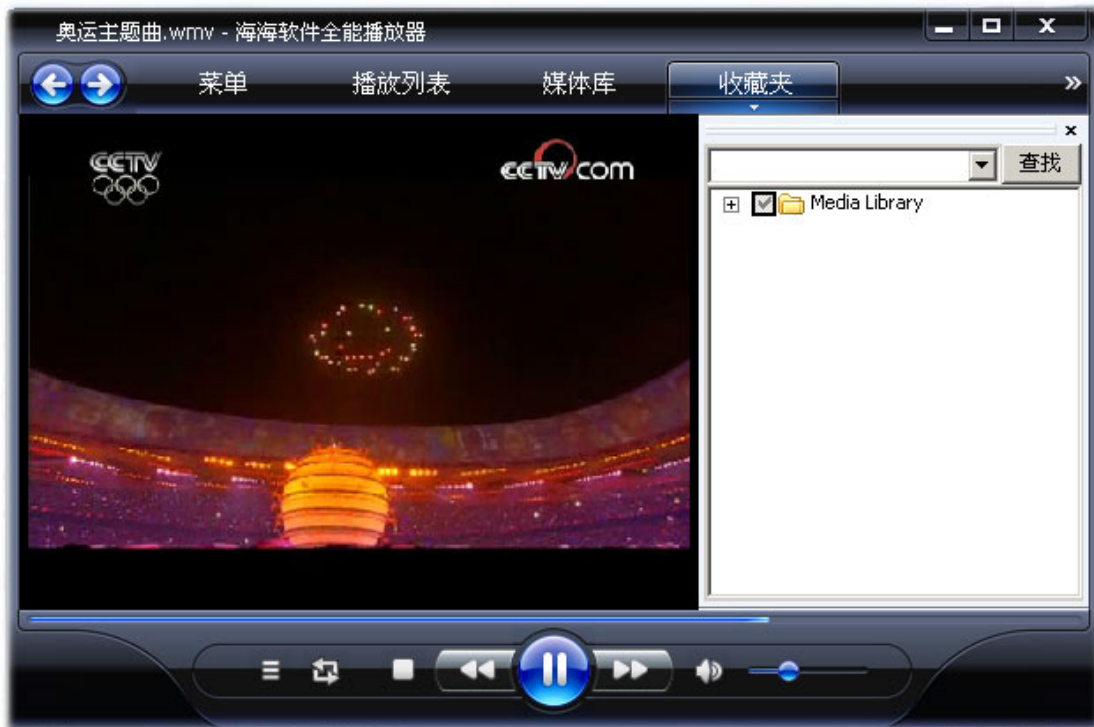 奥运主题曲.wmv - 海海软件全能播放器
菜单 播放列表 媒体库 收藏夹
CCTV
CCTV.com
查找
Media Library